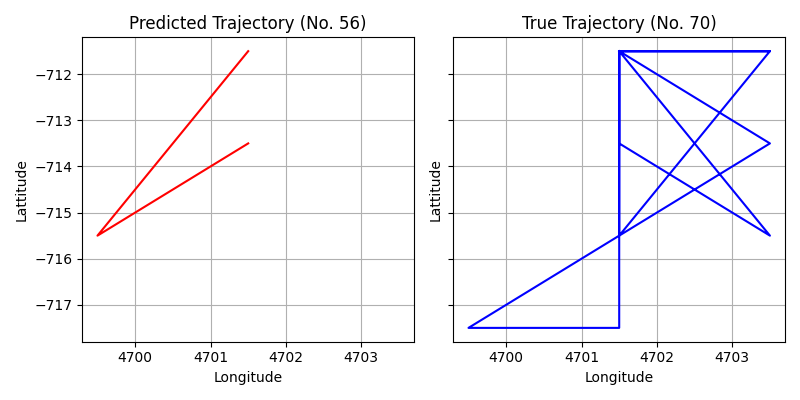 Predicted Trajectory (No. 56)
True Trajectory (No. 70)
Lattitude
−712
−713
−714
−715
−716
−717
4700
4701
4702
4703
Longitude
Lattitude
4700
4701
4702
4703
Longitude